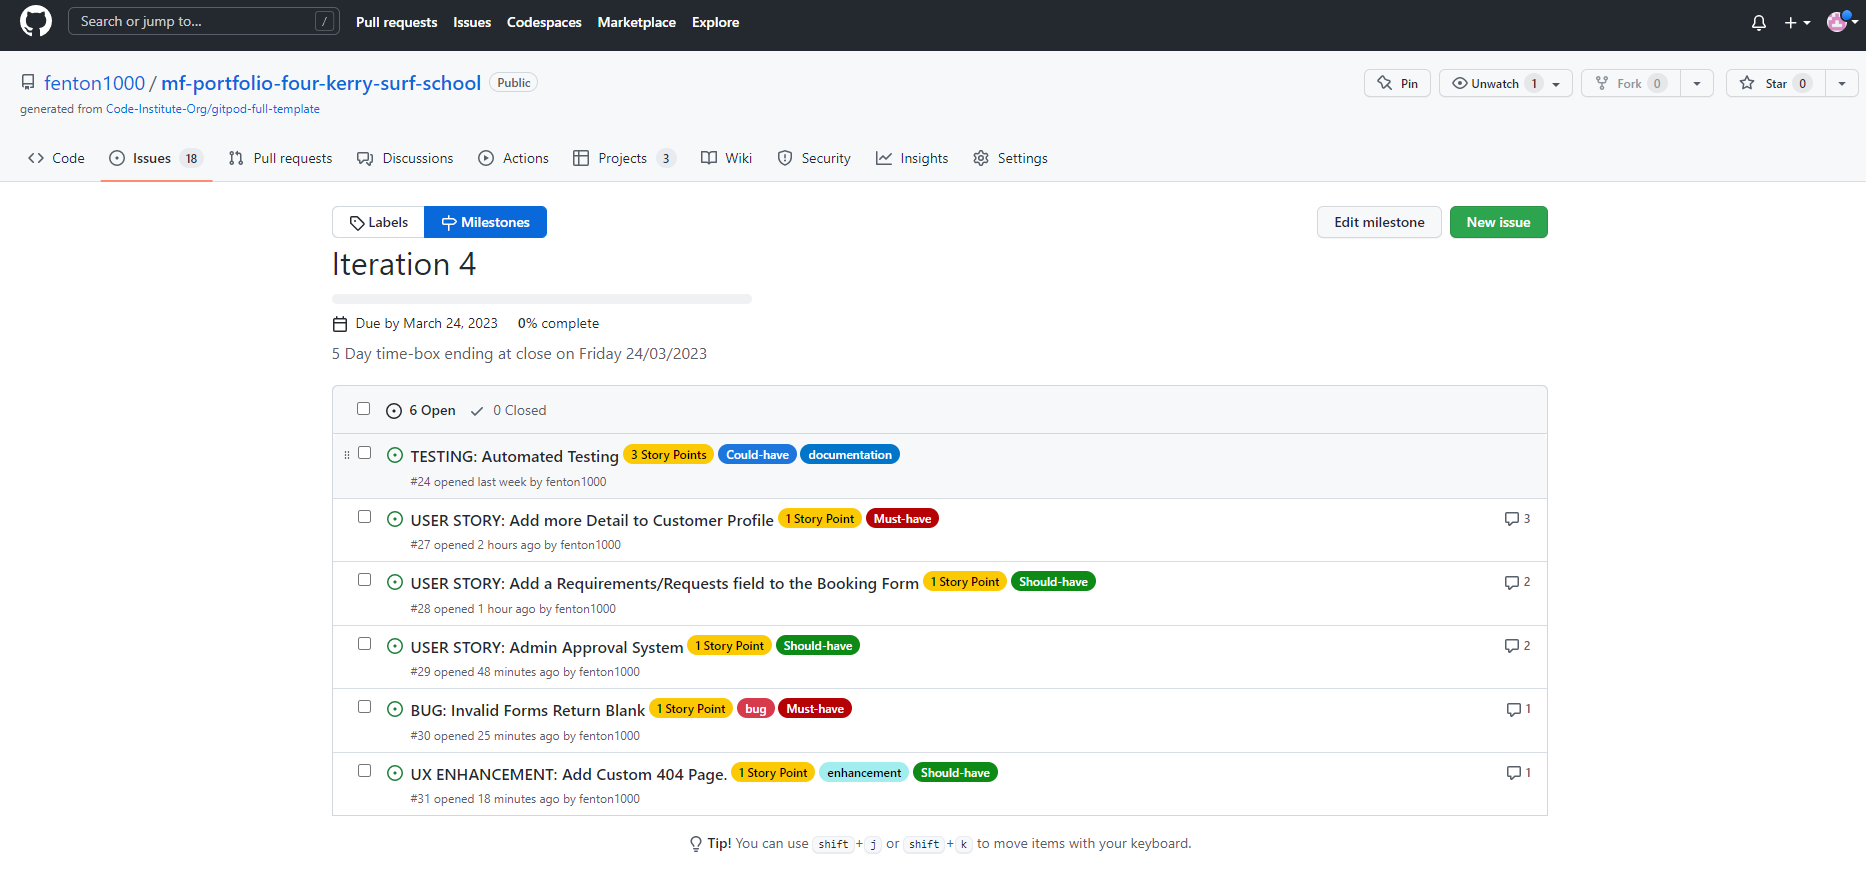 Search or jump to... / Pull requests Issues Codespaces Marketplace Explore
fenton1000 / mf-portfolio-four-kerry-surf-school Public Pin Unwatch 1 Fork 0 Star 0
generated from Code-Institute-Org/gitpod-full-template
Code Issues 18 Pull requests Discussions Actions Projects 3 Wiki Security Insights Settings
Labels Milestones Edit milestone New issue
Iteration 4
Due by March 24, 2023 0% complete
5 Day time-box ending at close on Friday 24/03/2023
6 Open 0 Closed
TESTING: Automated Testing 3 Story Points Could-have documentation
#24 opened last week by fenton1000
USER STORY: Add more Detail to Customer Profile 1 Story Point Must-have 3
#27 opened 2 hours ago by fenton1000
USER STORY: Add a Requirements/Requests field to the Booking Form 1 Story Point Should-have 2
#28 opened 1 hour ago by fenton1000
USER STORY: Admin Approval System 1 Story Point Should-have 2
#29 opened 48 minutes ago by fenton1000
BUG: Invalid Forms Return Blank 1 Story Point bug Must-have 1
#30 opened 25 minutes ago by fenton1000
UX ENHANCEMENT: Add Custom 404 Page. 1 Story Point enhancement Should-have 1
#31 opened 18 minutes ago by fenton1000
Tip! You can use shift + j or shift + k to move items with your keyboard.